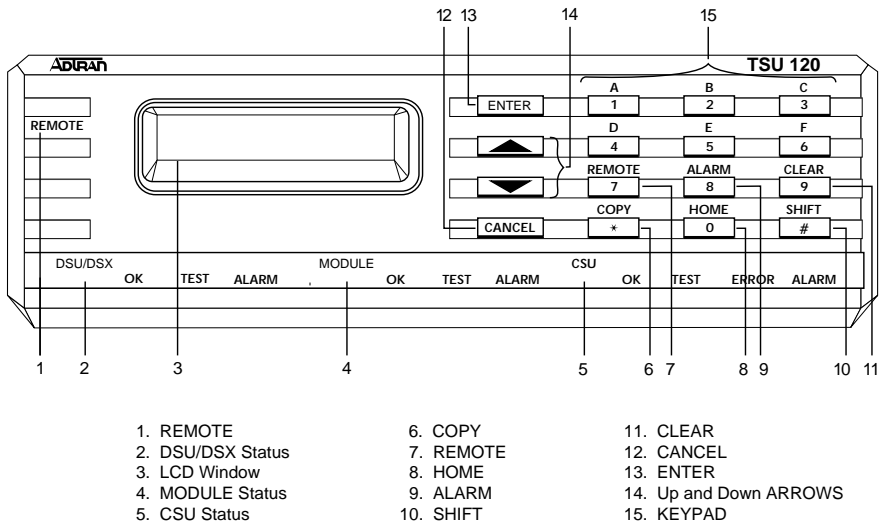 12 13 14 15
ADTRAN TSU 120
A B C
ENTER 1 2 3
REMOTE
D E F
4 5 6
REMOTE ALARM CLEAR
7 8 9
COPY HOME SHIFT
CANCEL * 0 #
DSU/DSX MODULE CSU
OK TEST ALARM OK TEST ALARM OK TEST ERROR ALARM
1 2 3 4 5 6 7 8 9 10 11
1. REMOTE
2. DSU/DSX Status
3. LCD Window
4. MODULE Status
5. CSU Status
6. COPY
7. REMOTE
8. HOME
9. ALARM
10. SHIFT
11. CLEAR
12. CANCEL
13. ENTER
14. Up and Down ARROWS
15. KEYPAD